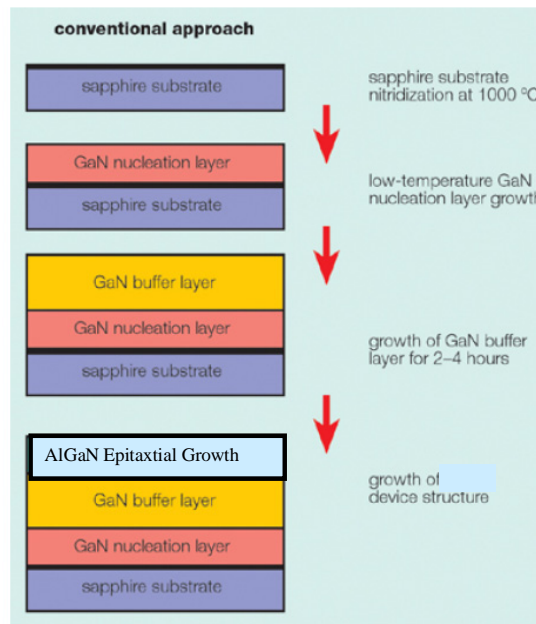 conventional approach
sapphire substrate
sapphire substrate
nitridization at 1000 ºC
GaN nucleation layer
sapphire substrate
low-temperature GaN
nucleation layer growth
GaN buffer layer
GaN nucleation layer
sapphire substrate
growth of GaN buffer
layer for 2–4 hours
AlGaN Epitaxtial Growth
GaN buffer layer
GaN nucleation layer
sapphire substrate
growth of
device structure